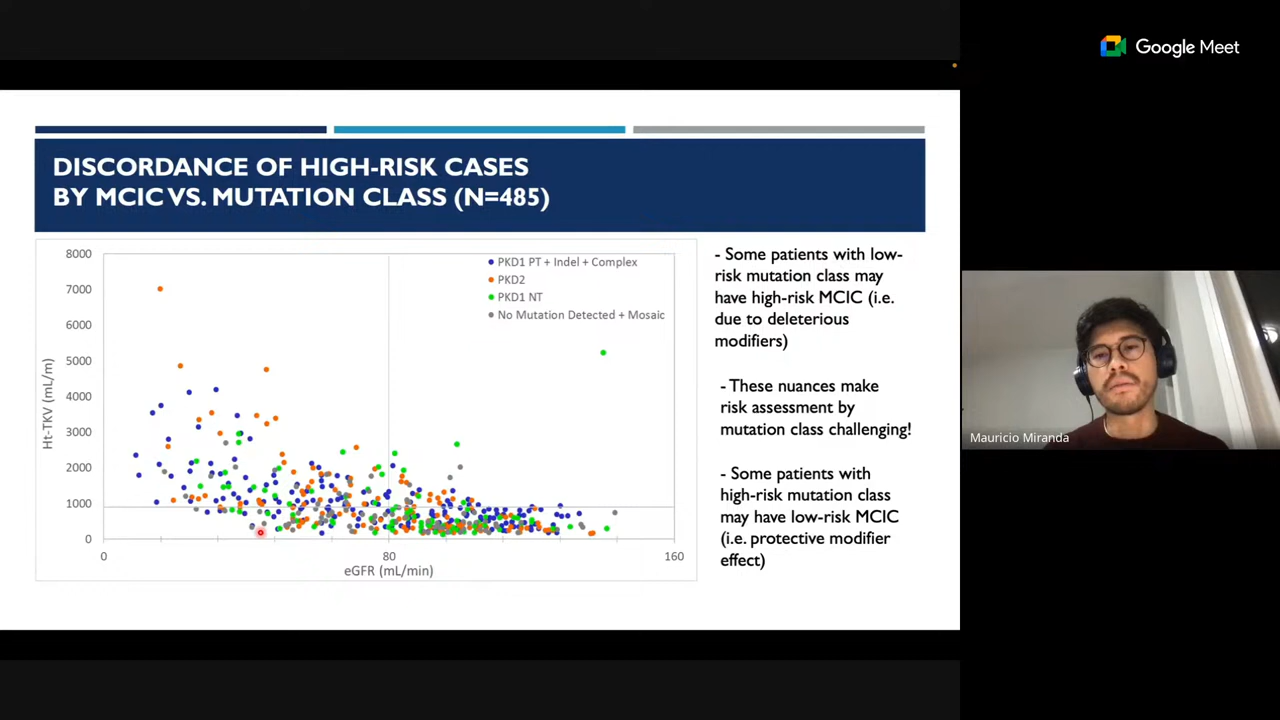 Google Meet
DISCORDANCE OF HIGH-RISK CASES
BY MCIC VS. MUTATION CLASS (N=485)
8000
7000
6000
5000
4000
3000
2000
1000
0
Ht-TKV (mL/m)
PKD1 PT + Indel + Complex
PKD2
PKD1 NT
No Mutation Detected + Mosaic
0
80
160
eGFR (mL/min)
- Some patients with low-
risk mutation class may
have high-risk MCIC (i.e.
due to deleterious
modifiers)
- These nuances make
risk assessment by
mutation class challenging!
- Some patients with
high-risk mutation class
may have low-risk MCIC
(i.e. protective modifier
effect)
Mauricio Miranda